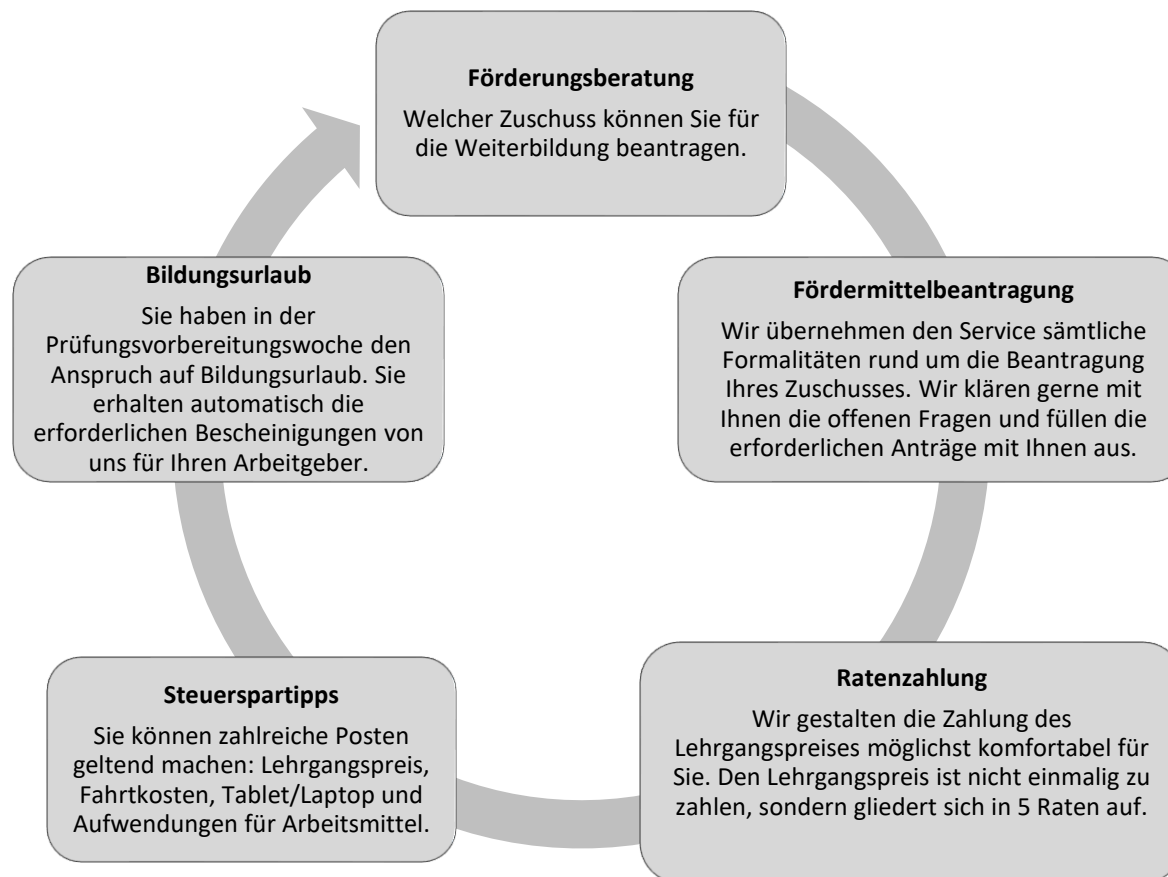 Förderungsberatung
Welcher Zuschuss können Sie für
die Weiterbildung beantragen.
Fördermittelbeantragung
Wir übernehmen den Service sämtliche
Formalitäten rund um die Beantragung
Ihres Zuschusses. Wir klären gerne mit
Ihnen die offenen Fragen und füllen die
erforderlichen Anträge mit Ihnen aus.
Ratenzahlung
Wir gestalten die Zahlung des
Lehrgangspreises möglichst komfortabel für
Sie. Den Lehrgangspreis ist nicht einmalig zu
zahlen, sondern gliedert sich in 5 Raten auf.
Steuerspartipps
Sie können zahlreiche Posten
geltend machen: Lehrgangspreis,
Fahrtkosten, Tablet/Laptop und
Aufwendungen für Arbeitsmittel.
Bildungsurlaub
Sie haben in der
Prüfungsvorbereitungswoche den
Anspruch auf Bildungsurlaub. Sie
erhalten automatisch die
erforderlichen Bescheinigungen von
uns für Ihren Arbeitgeber.